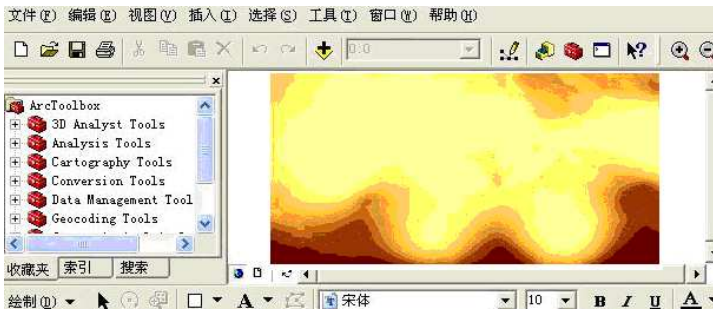 文件(F) 编辑(E) 视图(V) 插入(I) 选择(S) 工具(T) 窗口(W) 帮助(H)
0:0
ArcToolbox
3D Analyst Tools
Analysis Tools
Cartography Tools
Conversion Tools
Data Management Tool
Geocoding Tools
收藏夹 索引 搜索
绘制(D) A 宋体 10 B I U A